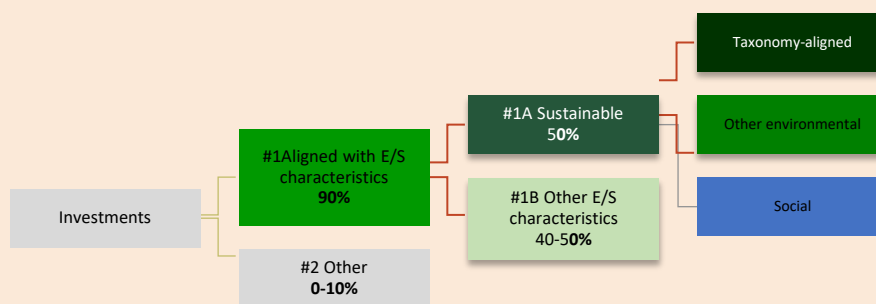 Investments
#1Aligned with E/S
characteristics
90%
#2 Other
0-10%
#1A Sustainable
50%
#1B Other E/S
characteristics
40-50%
Taxonomy-aligned
Other environmental
Social